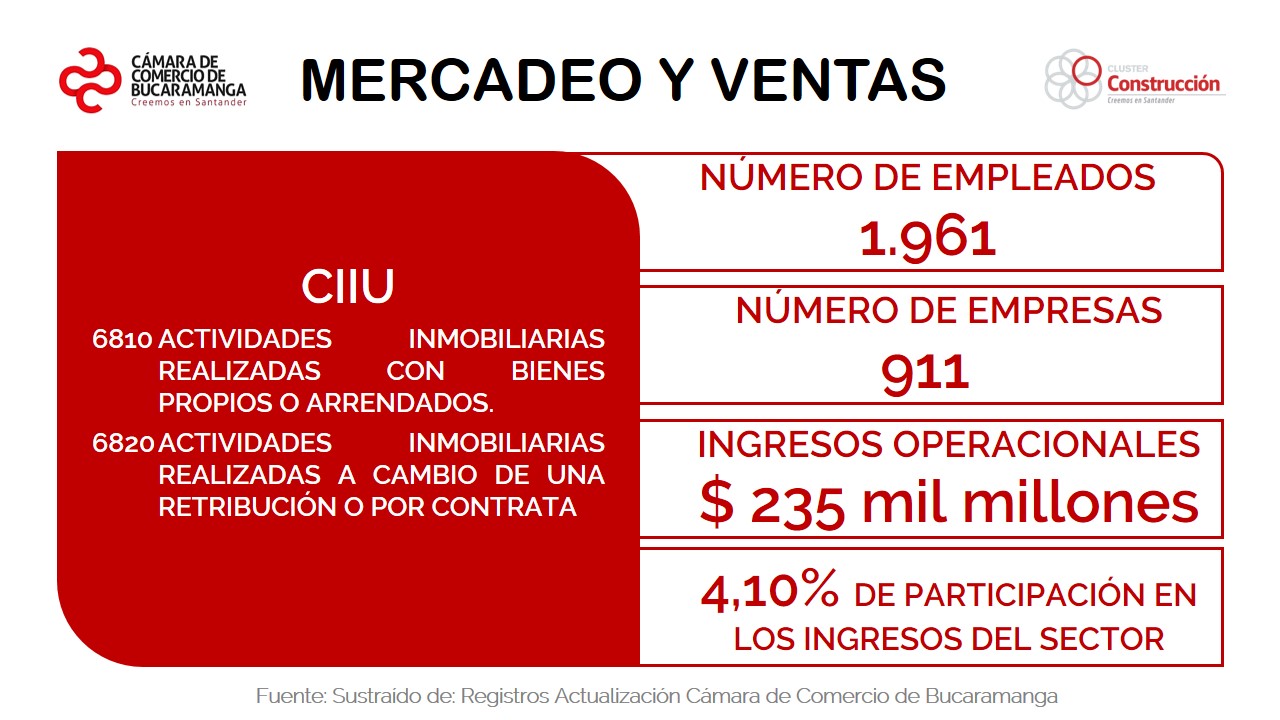 CÁMARA DE
COMERCIO DE
BUCARAMANGA
Creemos en Santander
MERCADEO Y VENTAS
CLUSTER
Construcción
Creemos en Santander
CIIU
6810 ACTIVIDADES INMOBILIARIAS
REALIZADAS CON BIENES
PROPIOS O ARRENDADOS.
6820 ACTIVIDADES INMOBILIARIAS
REALIZADAS A CAMBIO DE UNA
RETRIBUCIÓN O POR CONTRATA
NÚMERO DE EMPLEADOS
1.961
NÚMERO DE EMPRESAS
911
INGRESOS OPERACIONALES
$ 235 mil millones
4,10% DE PARTICIPACIÓN EN
LOS INGRESOS DEL SECTOR
Fuente: Sustraído de: Registros Actualización Cámara de Comercio de Bucaramanga